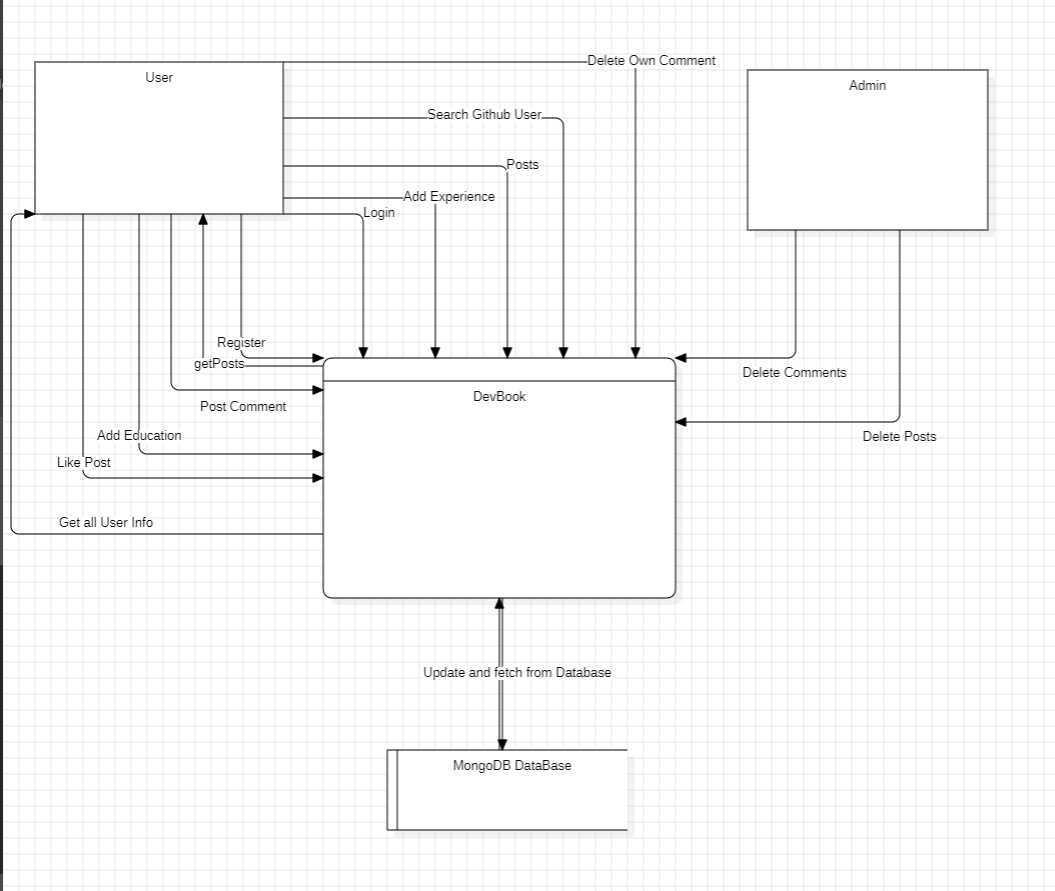 Delete Own Comment
User
Admin
Search Github User
Posts
Add Experience
Login
Register
getPosts
Delete Comments
DevBook
Post Comment
Add Education
Delete Posts
Like Post
Get all User Info
Update and fetch from Database
MongoDB DataBase